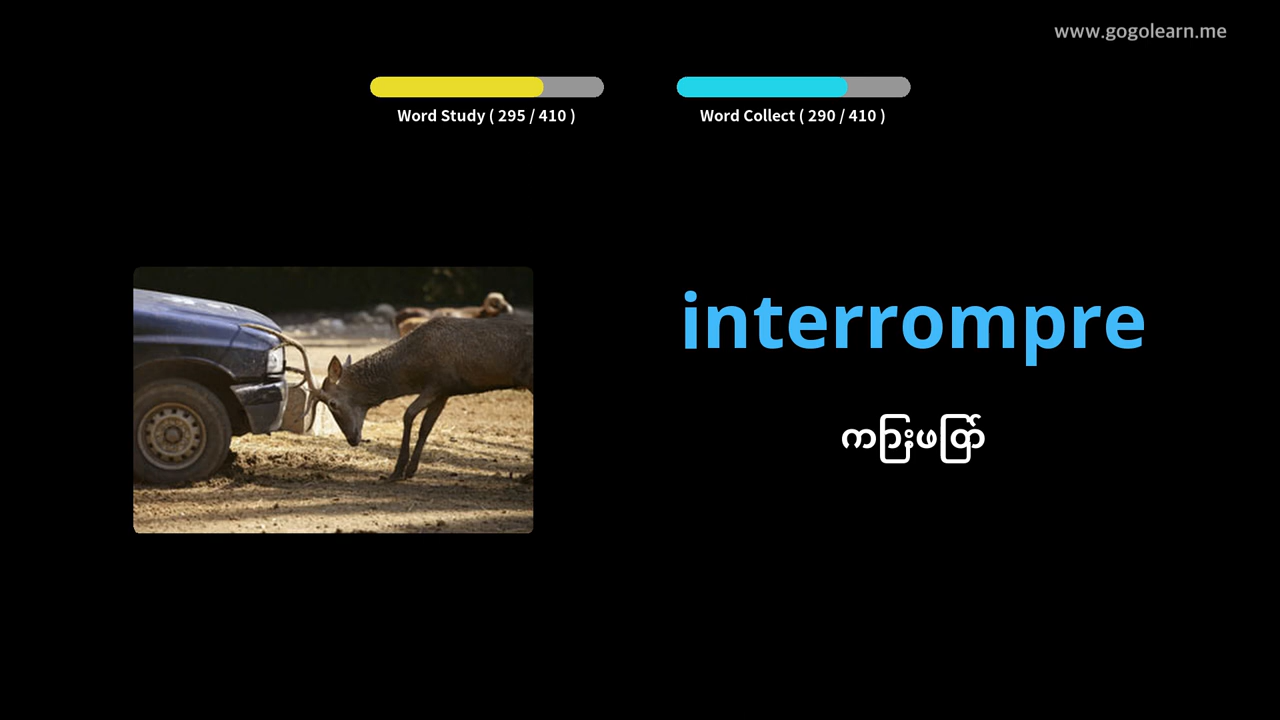 www.gogolearn.me
Word Study ( 295 / 410 )
Word Collect ( 290 / 410 )
interrompre
ကြားဖြတ်